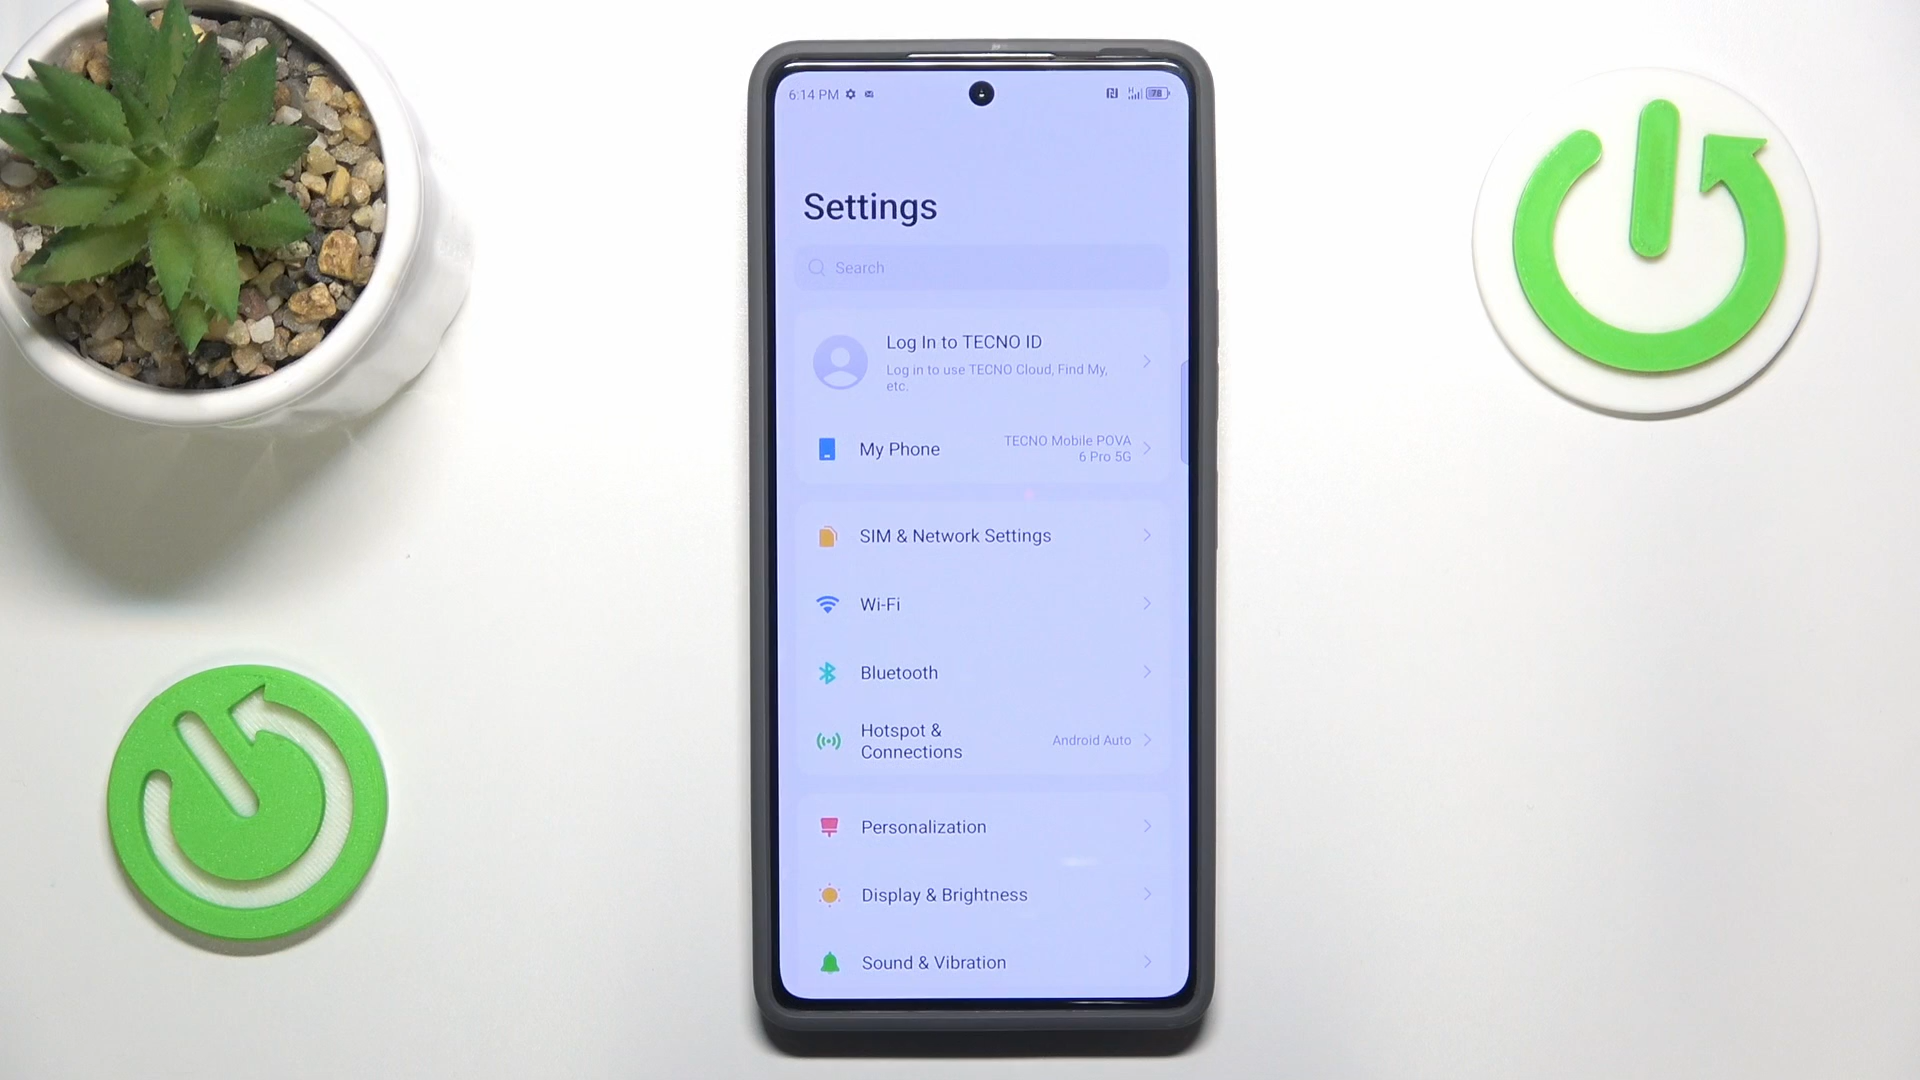 6:14 PM
78
Settings
Search
Log In to TECNO ID
Log in to use TECNO Cloud, Find My,
etc.
My Phone
TECNO Mobile POVA
6 Pro 5G
SIM & Network Settings
Wi-Fi
Bluetooth
Hotspot &
Connections
Android Auto
Personalization
Display & Brightness
Sound & Vibration